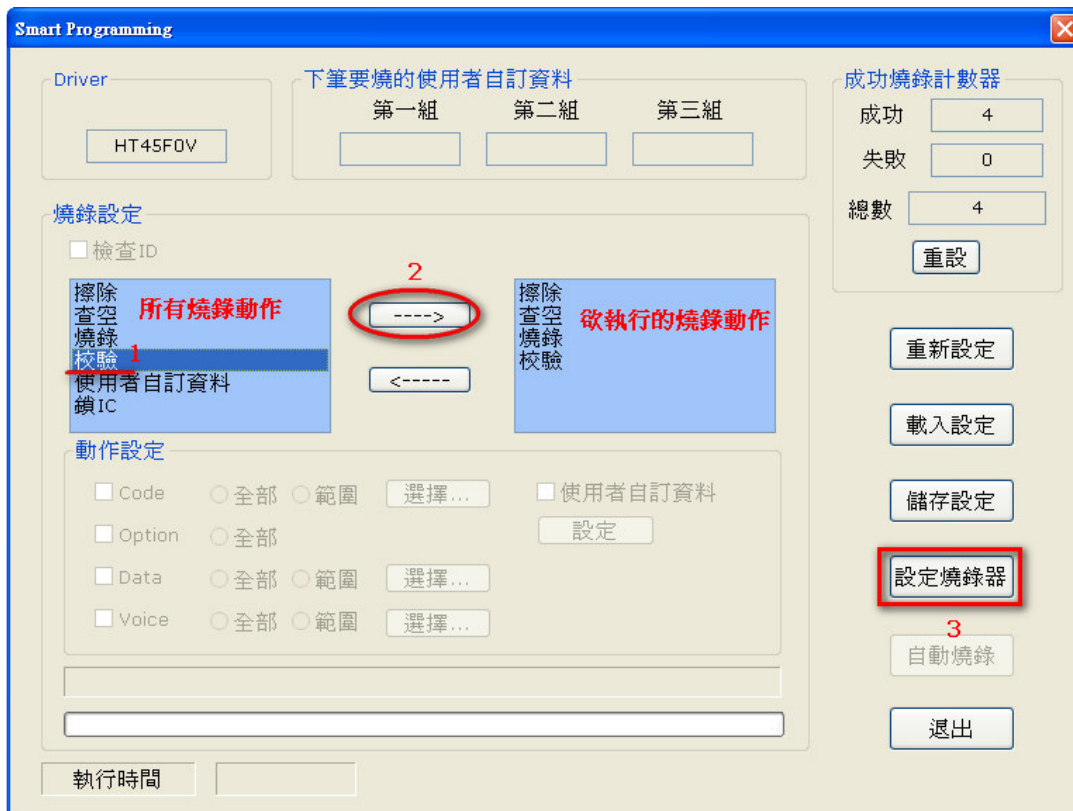 Smart Programming
Driver
HT45F0V
下筆要燒的使用者自訂資料
第一組 第二組 第三組
成功燒錄計數器
成功 4
失敗 0
總數 4
重設
燒錄設定
檢查ID
擦除
查空
燒錄
校驗
使用者自訂資料
鎖IC
所有燒錄動作
1
2
---->
<-----
擦除
查空
燒錄
校驗
欲執行的燒錄動作
動作設定
Code 全部 範圍 選擇...
Option 全部
Data 全部 範圍 選擇...
Voice 全部 範圍 選擇...
使用者自訂資料
設定
重新設定
載入設定
儲存設定
設定燒錄器
3
自動燒錄
退出
執行時間